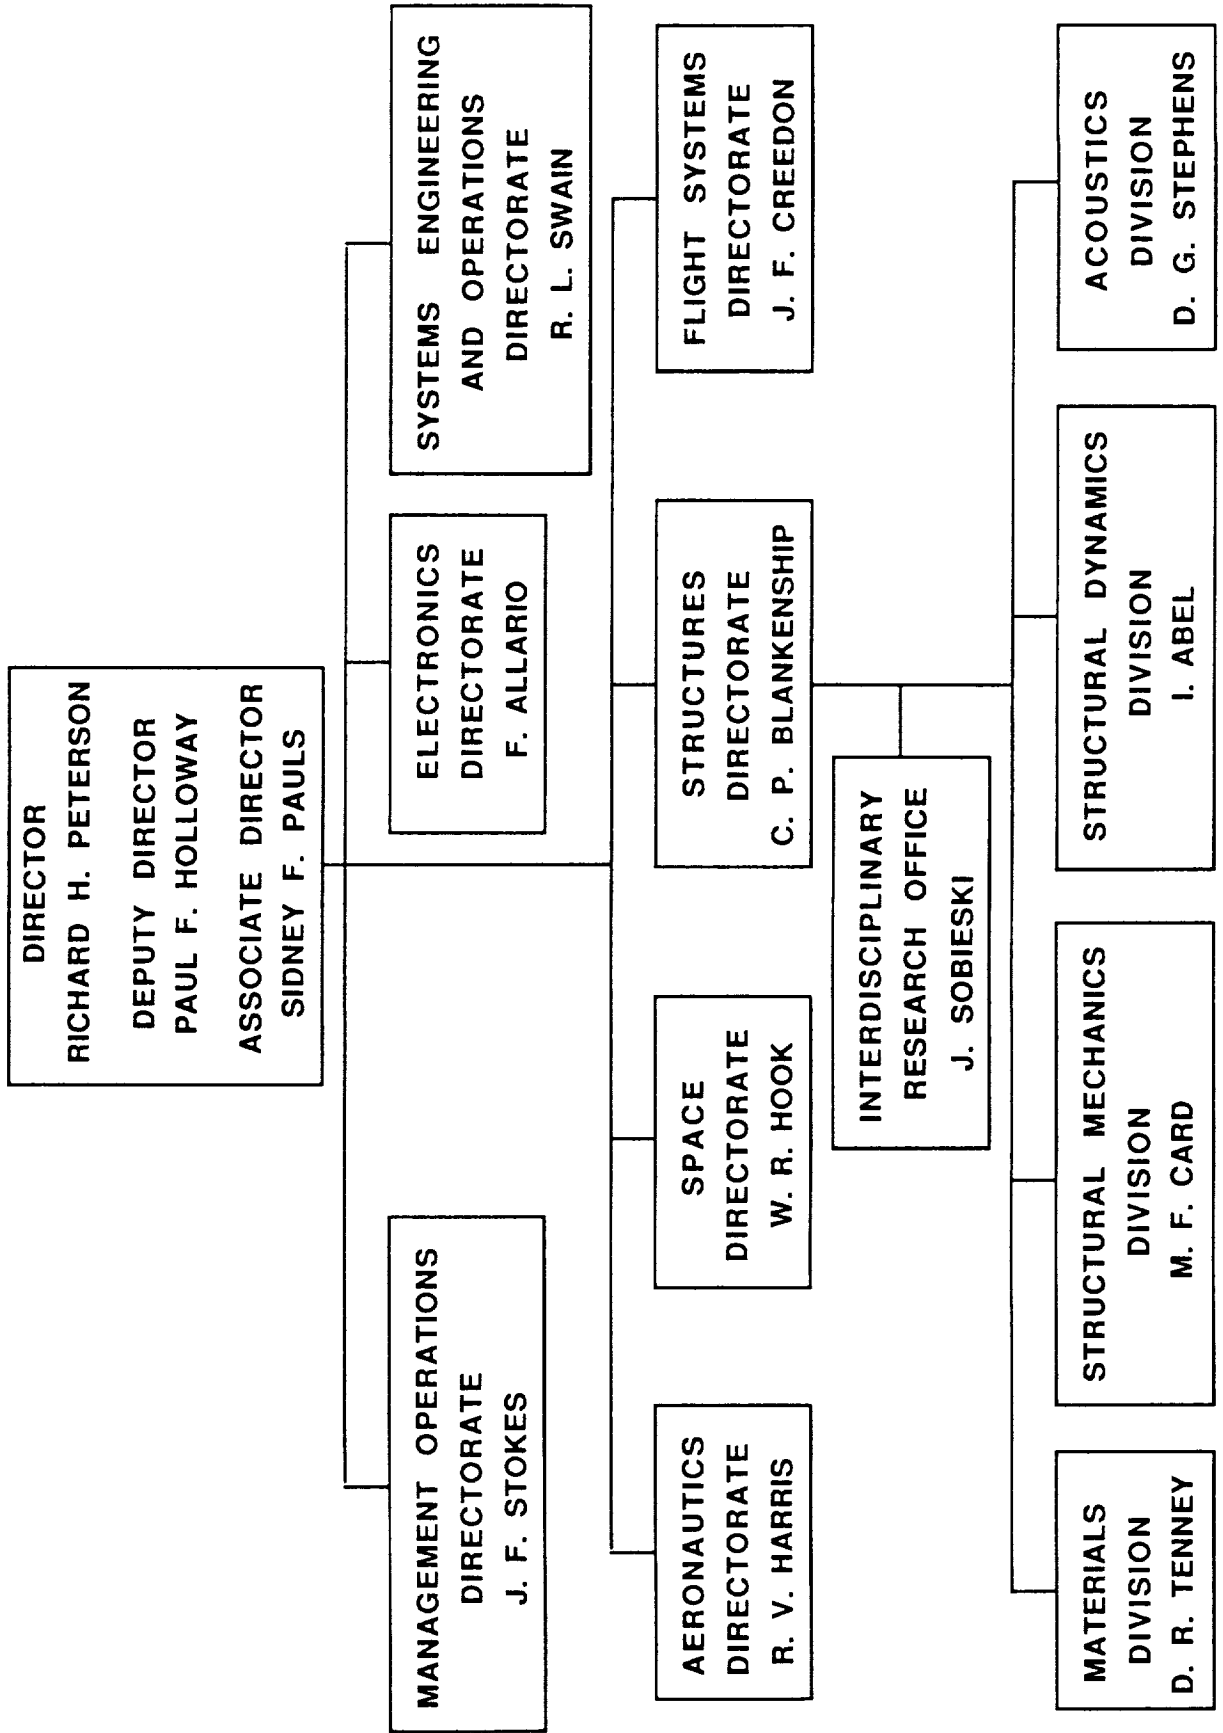 DIRECTOR
RICHARD H. PETERSON
DEPUTY DIRECTOR
PAUL F. HOLLOWAY
ASSOCIATE DIRECTOR
SIDNEY F. PAULS
MANAGEMENT OPERATIONS
DIRECTORATE
J. F. STOKES
ELECTRONICS
DIRECTORATE
F. ALLARIO
SYSTEMS ENGINEERING
AND OPERATIONS
DIRECTORATE
R. L. SWAIN
AERONAUTICS
DIRECTORATE
R. V. HARRIS
SPACE
DIRECTORATE
W. R. HOOK
STRUCTURES
DIRECTORATE
C. P. BLANKENSHIP
FLIGHT SYSTEMS
DIRECTORATE
J. F. CREEDON
INTERDISCIPLINARY
RESEARCH OFFICE
J. SOBIESKI
MATERIALS
DIVISION
D. R. TENNEY
STRUCTURAL MECHANICS
DIVISION
M. F. CARD
STRUCTURAL DYNAMICS
DIVISION
I. ABEL
ACOUSTICS
DIVISION
D. G. STEPHENS